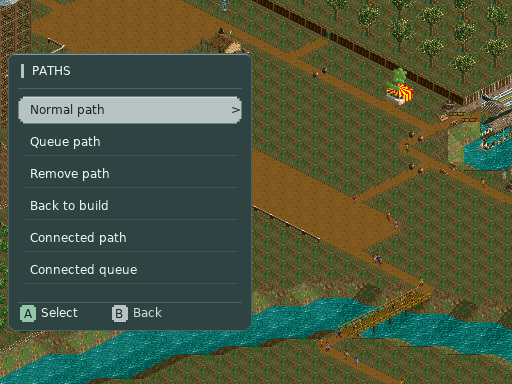 PATHS
Normal path >
Queue path
Remove path
Back to build
Connected path
Connected queue
A Select B Back